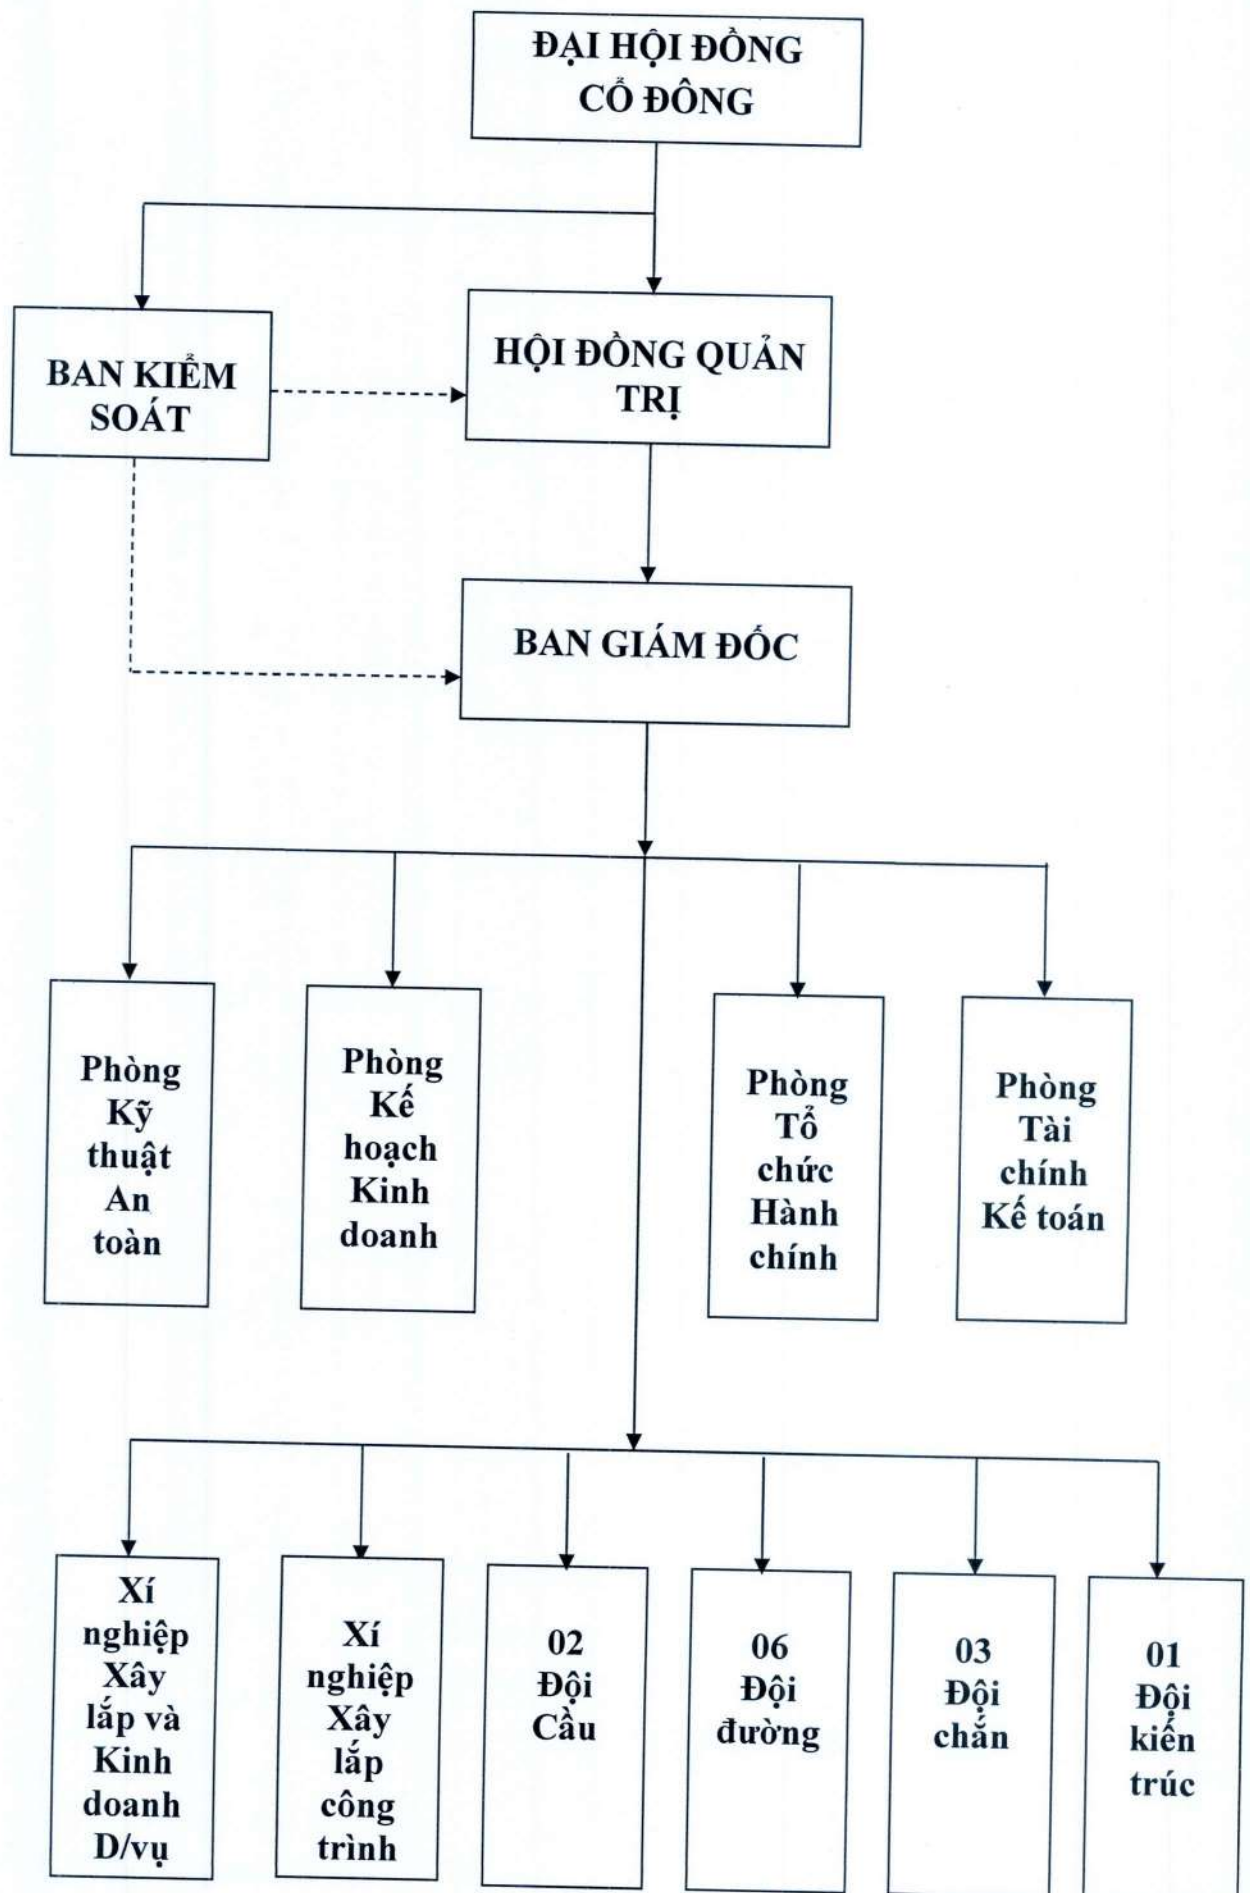 ĐẠI HỘI ĐỒNG
CỔ ĐÔNG
BAN KIỂM
SOÁT
HỘI ĐỒNG QUẢN
TRỊ
BAN GIÁM ĐỐC
Phòng
Kỹ
thuật
An
toàn
Phòng
Kế
hoạch
Kinh
doanh
Phòng
Tổ
chức
Hành
chính
Phòng
Tài
chính
Kế toán
Xí
nghiệp
Xây
lắp và
Kinh
doanh
D/vụ
Xí
nghiệp
Xây
lắp
công
trình
02
Đội
Cầu
06
Đội
đường
03
Đội
chắn
01
Đội
kiến
trúc